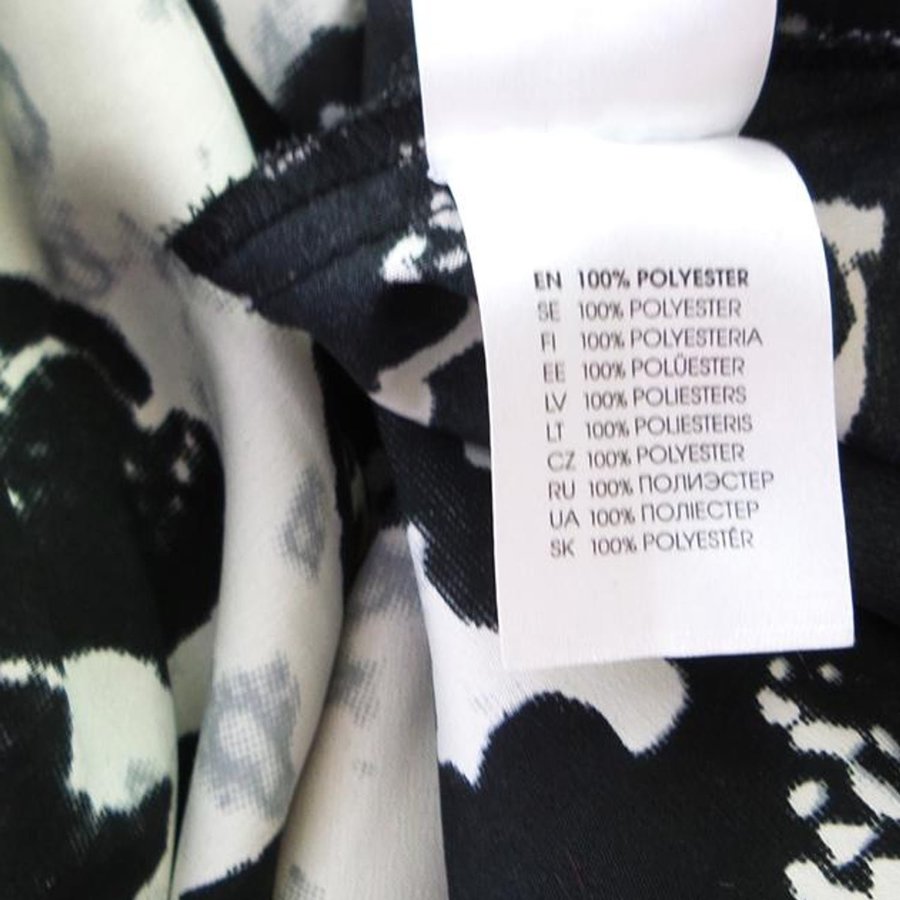 EN 100% POLYESTER
SE 100% POLYESTER
FI 100% POLYESTERIA
EE 100% POLÜESTER
LV 100% POLIESTERS
LT 100% POLIESTERIS
CZ 100% POLYESTER
RU 100% ПОЛИЭСТЕР
UA 100% ПОЛІЕСТЕР
SK 100% POLYESTÉR